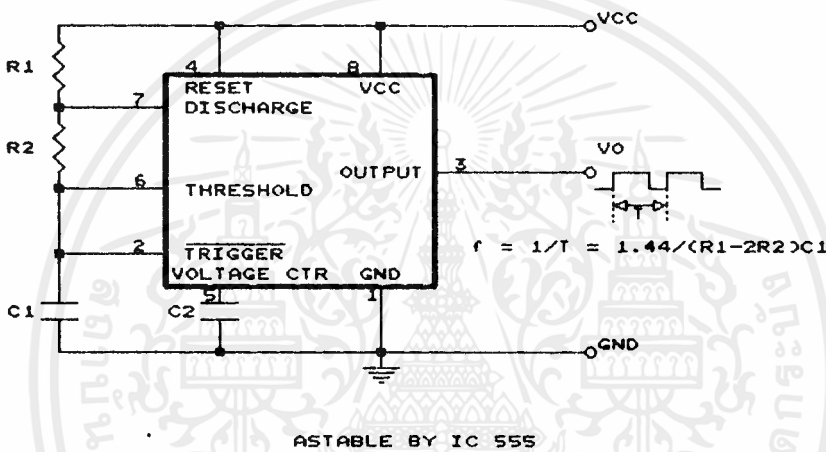 VCC
R1
4
8
RESET
VCC
7
DISCHARGE
R2
VO
OUTPUT
3
6
THRESHOLD
T
2
TRIGGER
f = 1/T = 1.44/(R1-2R2)C1
VOLTAGE CTR
GND
5
1
C1
C2
GND
ASTABLE BY IC 555